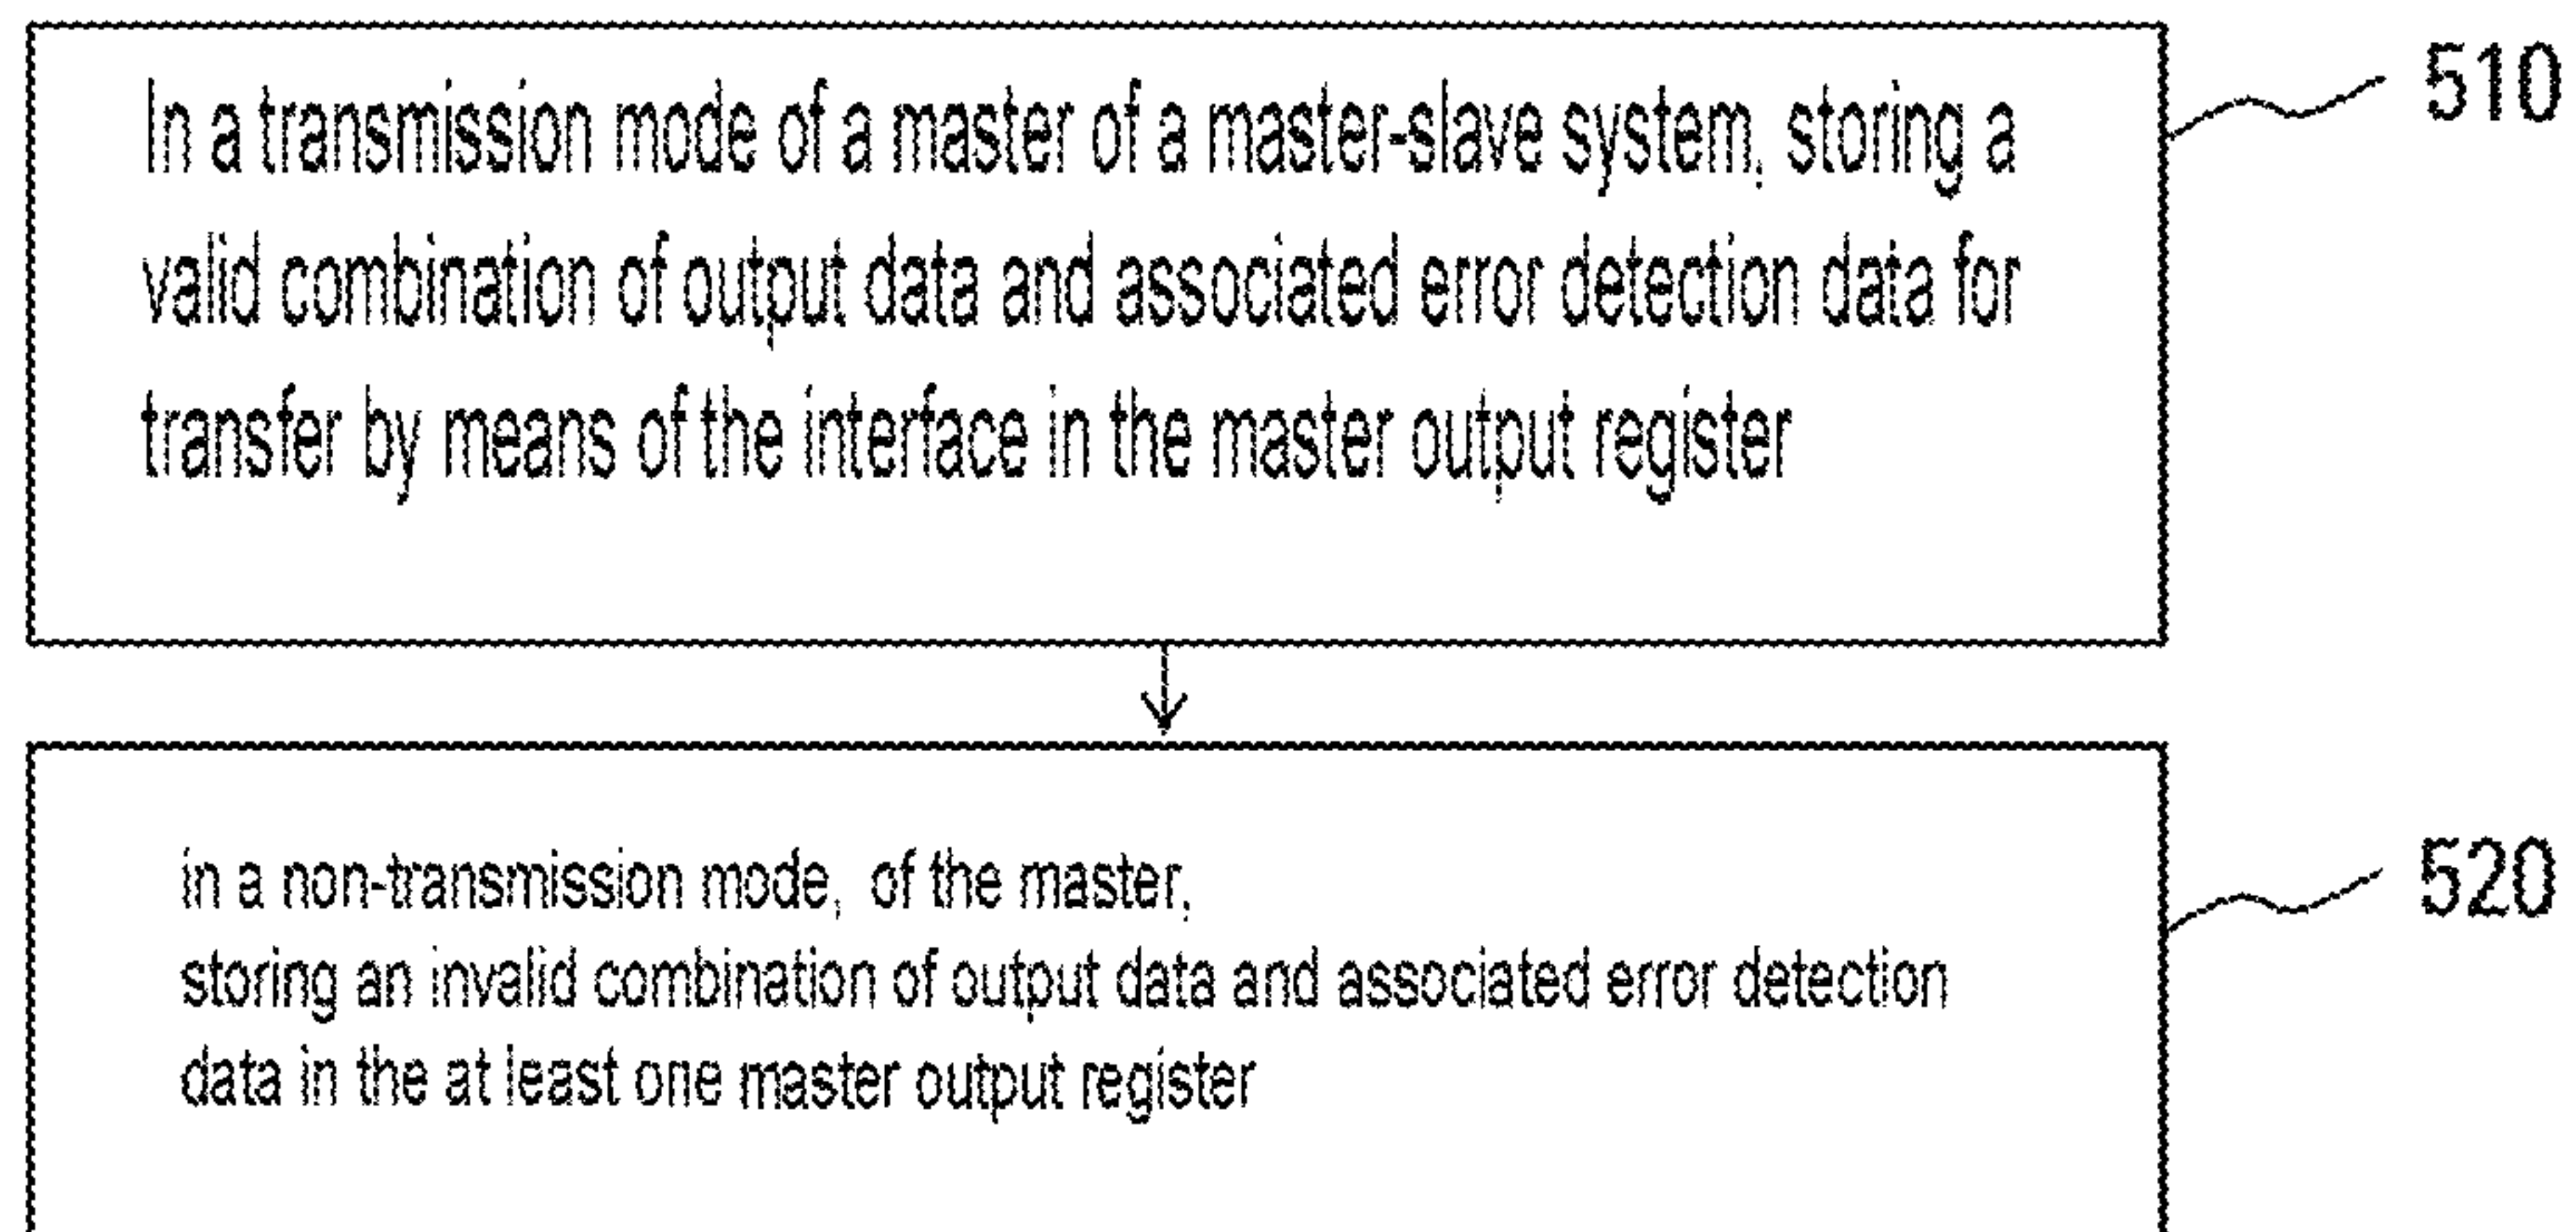 In a transmission mode of a master of a master-slave system, storing a
valid combination of output data and associated error detection data for
transfer by means of the interface in the master output register
510
in a non-transmission mode, of the master,
storing an invalid combination of output data and associated error detection
data in the at least one master output register
520